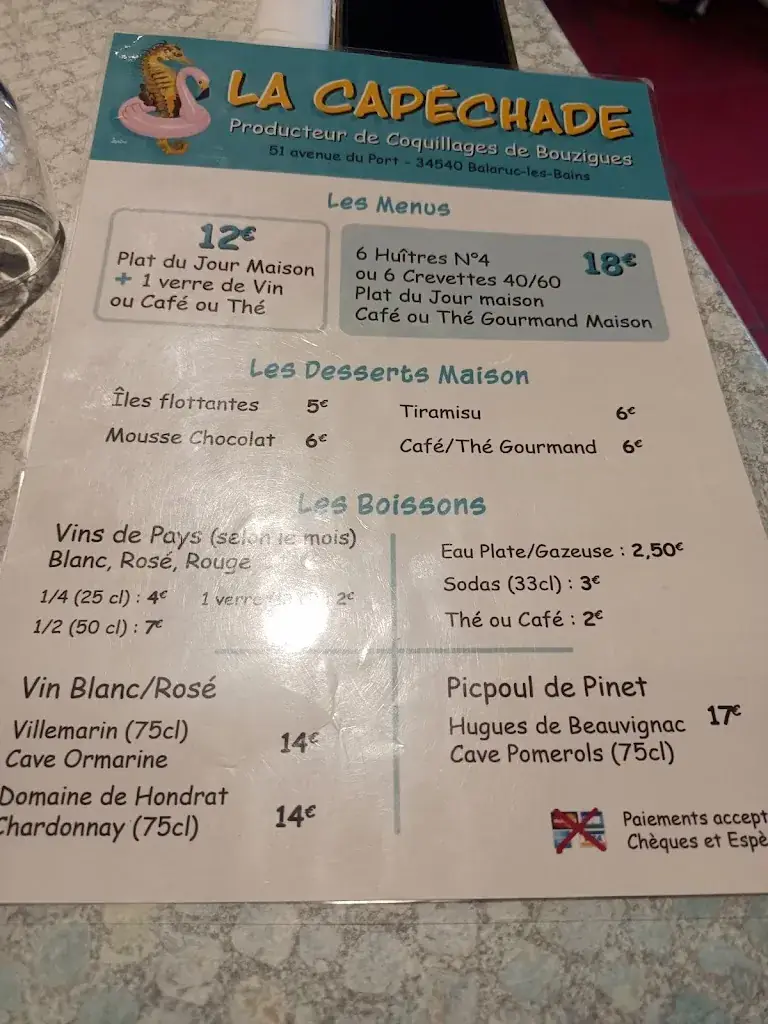 LA CAPÉCHADE
Producteur de Coquillages de Bouzigues
51 avenue du Port - 34540 Balaruc-les-Bains
Les Menus
12€
Plat du Jour Maison
+ 1 verre de Vin
ou Café ou Thé
6 Huîtres N°4
ou 6 Crevettes 40/60
18€
Plat du Jour maison
Café ou Thé Gourmand Maison
Les Desserts Maison
Îles flottantes 5€
Mousse Chocolat 6€
Tiramisu 6€
Café/Thé Gourmand 6€
Les Boissons
Vins de Pays (selon le mois)
Blanc, Rosé, Rouge
1/4 (25 cl) : 4€ 1 verre 2€
1/2 (50 cl) : 7€
Eau Plate/Gazeuse : 2,50€
Sodas (33cl) : 3€
Thé ou Café : 2€
Vin Blanc/Rosé
Villemarin (75cl)
Cave Ormarine
14€
Domaine de Hondrat
Chardonnay (75cl)
14€
Picpoul de Pinet
Hugues de Beauvignac
Cave Pomerols (75cl)
17€
Paiements accept
Chèques et Espè